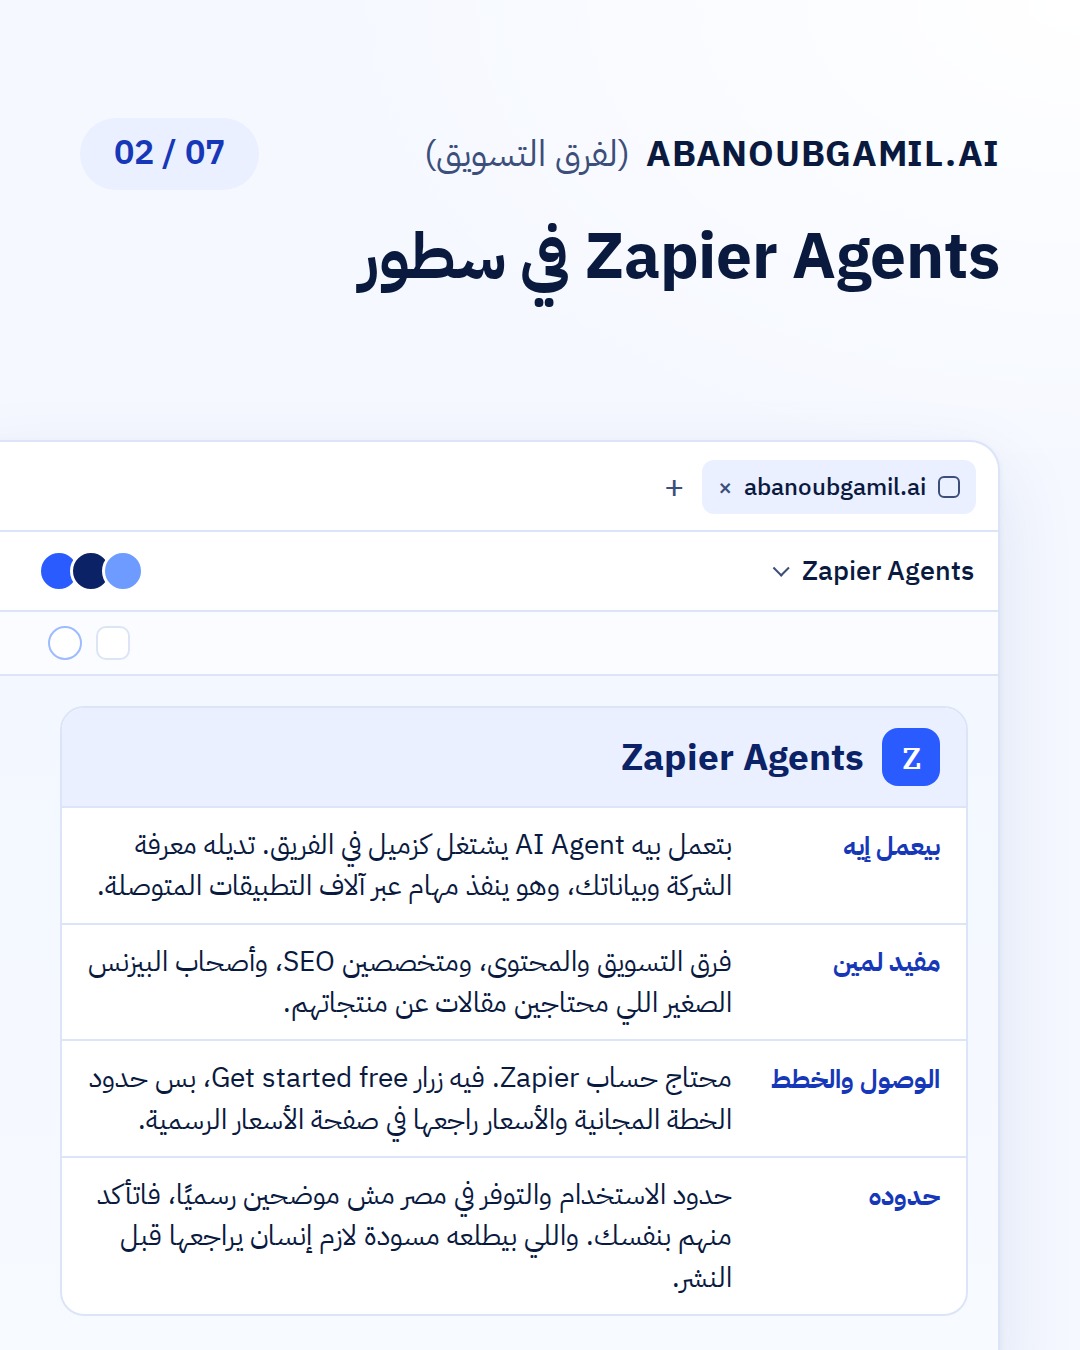 ABANOUBGAMIL.AI (لفرق التسويق)
02 / 07
Zapier Agents في سطور
abanoubgamil.ai × +
Zapier Agents
Z Zapier Agents
بيعمل إيه
بتعمل بيه AI Agent يشتغل كزميل في الفريق. تديله معرفة
الشركة وبياناتك، وهو ينفذ مهام عبر آلاف التطبيقات المتوصلة.
مفيد لمين
فرق التسويق والمحتوى، ومتخصصين SEO، وأصحاب البيزنس
الصغير اللي محتاجين مقالات عن منتجاتهم.
الوصول والخطط
محتاج حساب Zapier. فيه زرار Get started free، بس حدود
الخطة المجانية والأسعار راجعها في صفحة الأسعار الرسمية.
حدوده
حدود الاستخدام والتوفر في مصر مش موضحين رسميًا، فاتأكد
منهم بنفسك. واللي بيطلعه مسودة لازم إنسان يراجعها قبل
النشر.